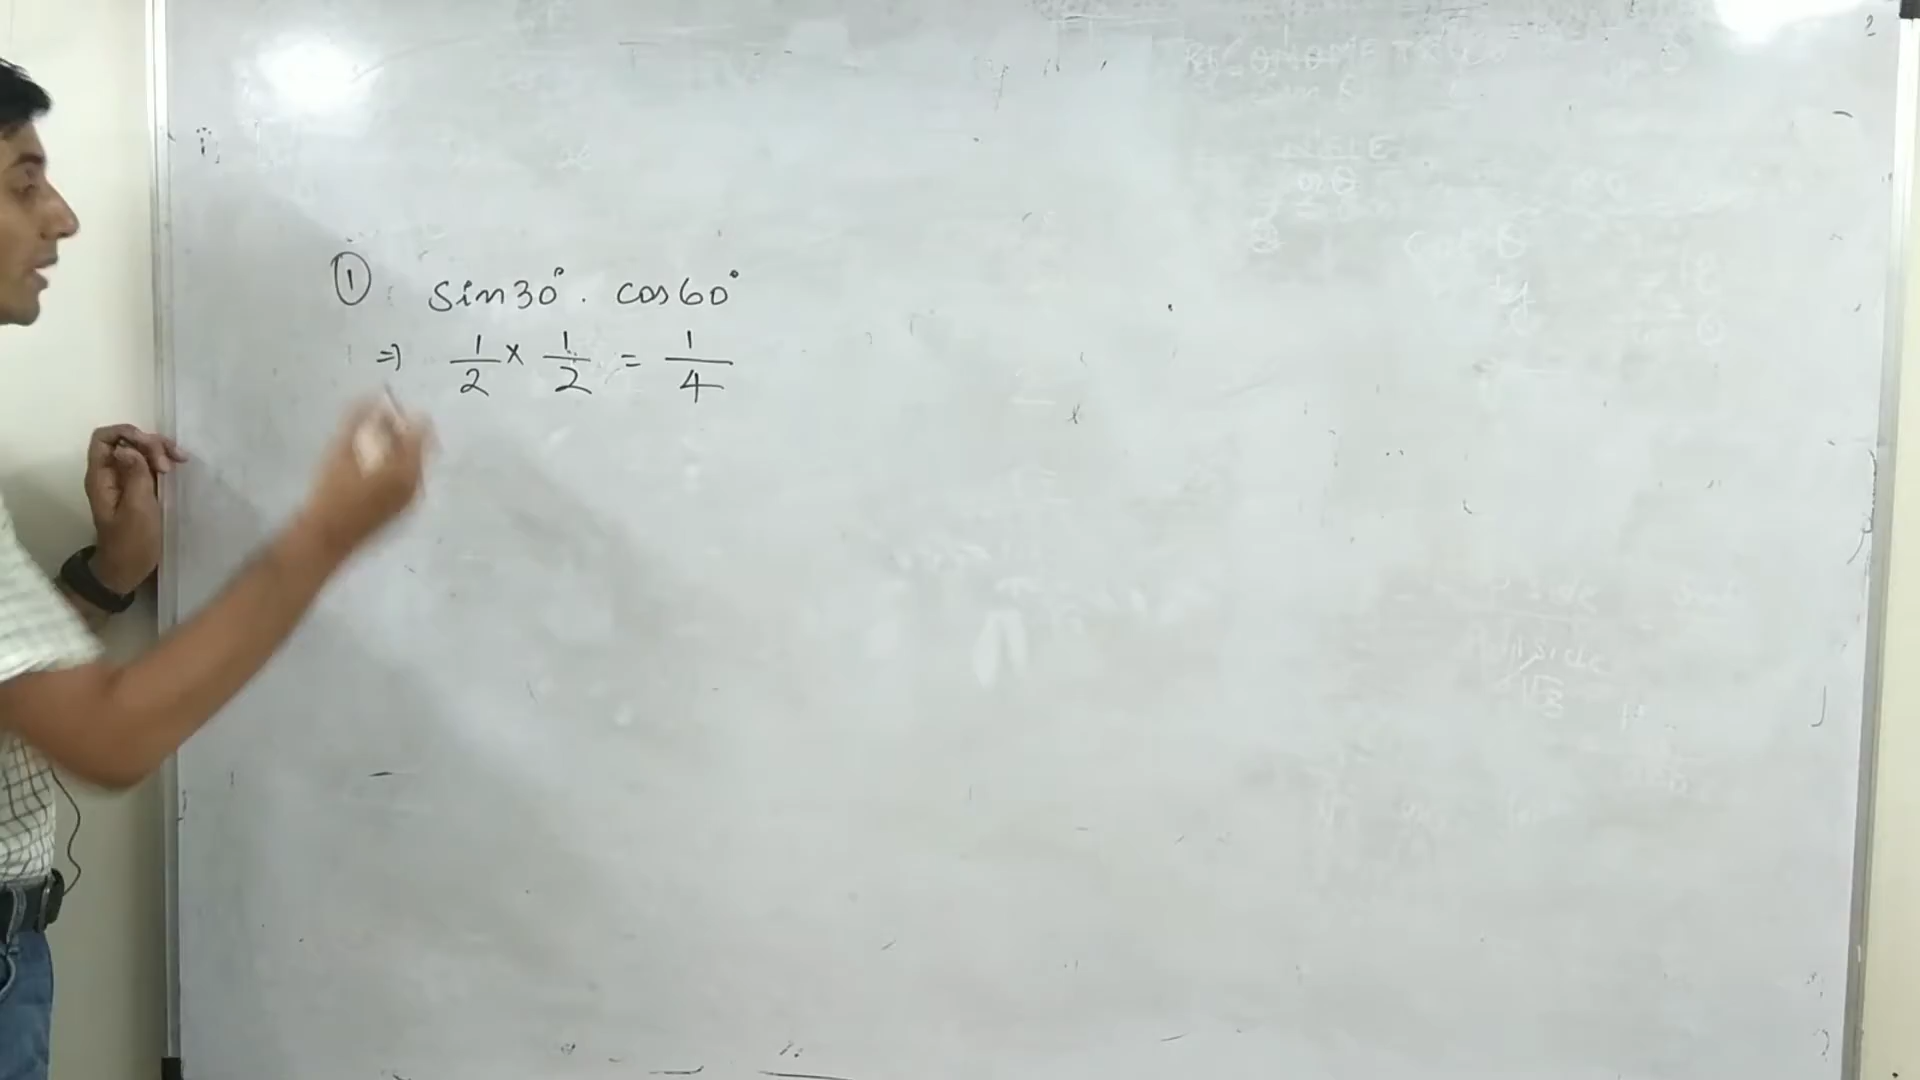 ① sin30°. cos60°
⇒ 1/2 × 1/2 = 1/4